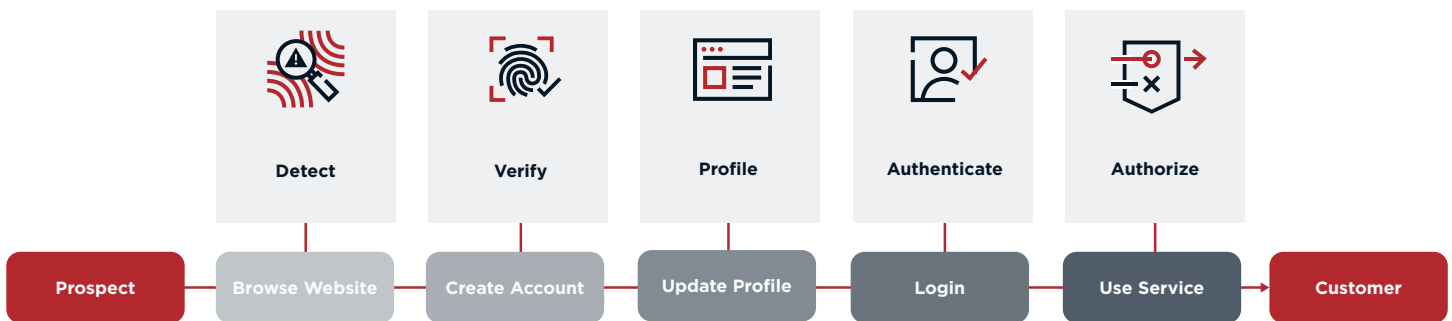 Detect
Verify
Profile
Authenticate
Authorize
Prospect
Browse Website
Create Account
Update Profile
Login
Use Service
Customer